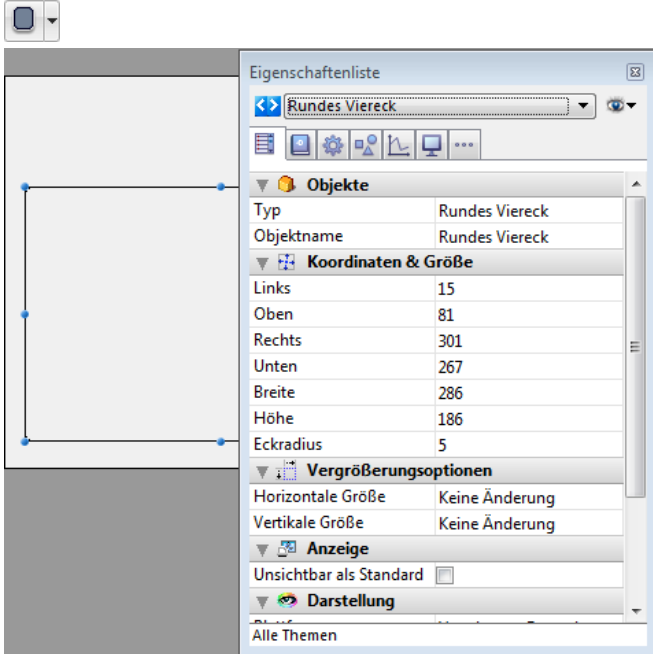 Eigenschaftenliste
Rundes Viereck
Objekte
Typ Rundes Viereck
Objektname Rundes Viereck
Koordinaten & Größe
Links 15
Oben 81
Rechts 301
Unten 267
Breite 286
Höhe 186
Eckradius 5
Vergrößerungsoptionen
Horizontale Größe Keine Änderung
Vertikale Größe Keine Änderung
Anzeige
Unsichtbar als Standard
Darstellung
Alle Themen